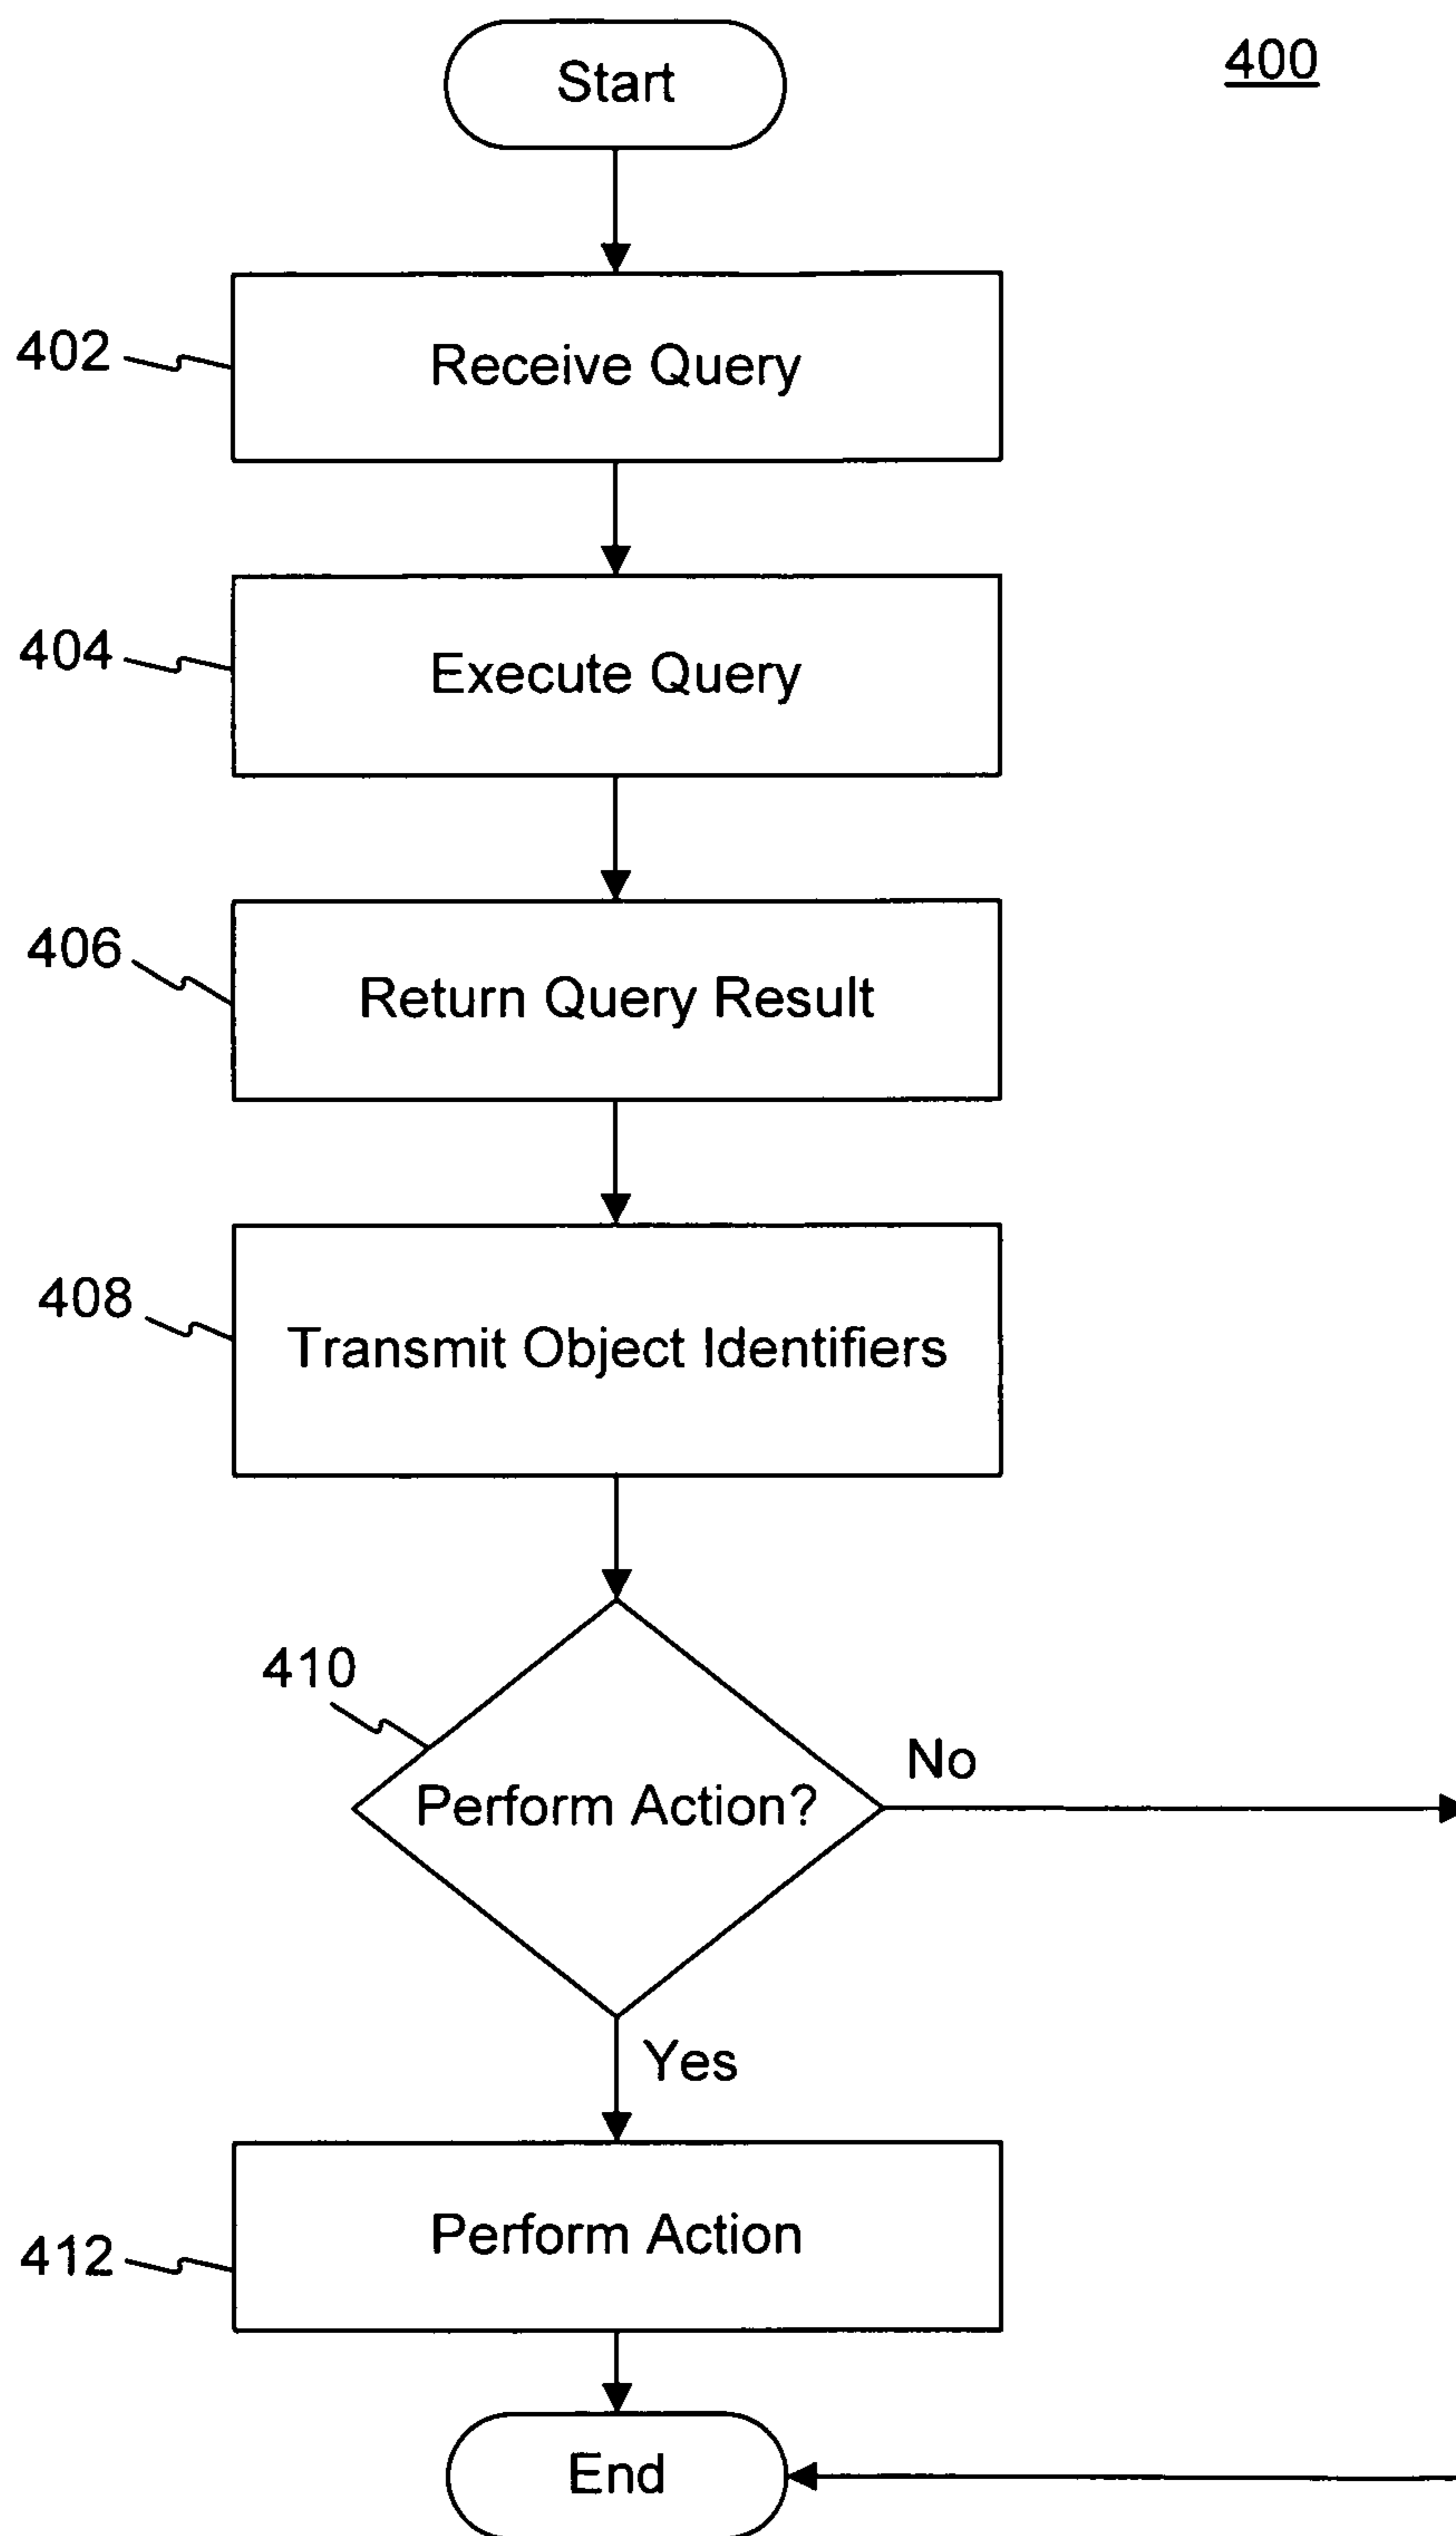 Start
400
402
Receive Query
404
Execute Query
406
Return Query Result
408
Transmit Object Identifiers
410
No
Perform Action?
Yes
Perform Action
412
End